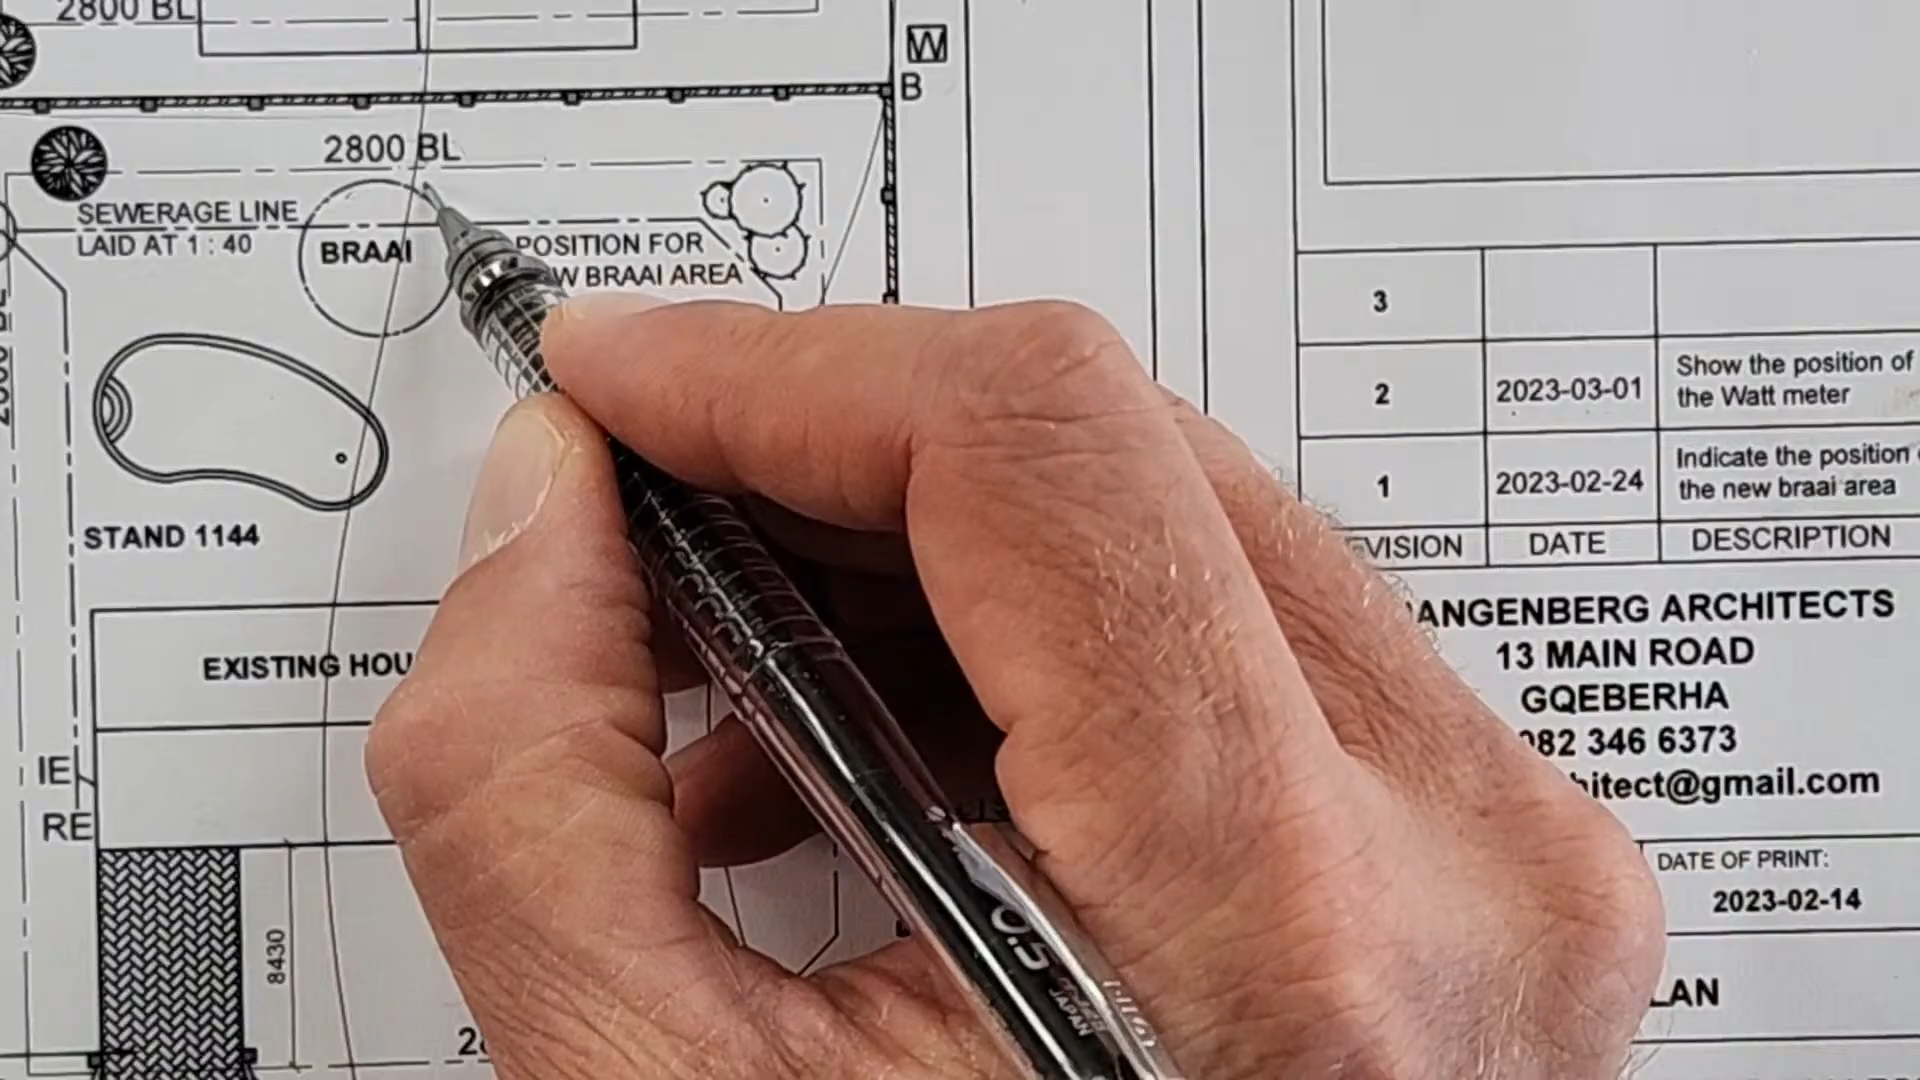 2800 BL
W
B
2800 BL
SEWERAGE LINE
LAID AT 1 : 40
BRAAI
POSITION FOR
W BRAAI AREA
STAND 1144
EXISTING HOU
IE
RE
8430
28
0.5
JAPAN
3
2 2023-03-01 Show the position of
the Watt meter
1 2023-02-24 Indicate the position
the new braai area
EVISION DATE DESCRIPTION
ANGENBERG ARCHITECTS
13 MAIN ROAD
GQEBERHA
082 346 6373
hitect@gmail.com
DATE OF PRINT:
2023-02-14
LAN